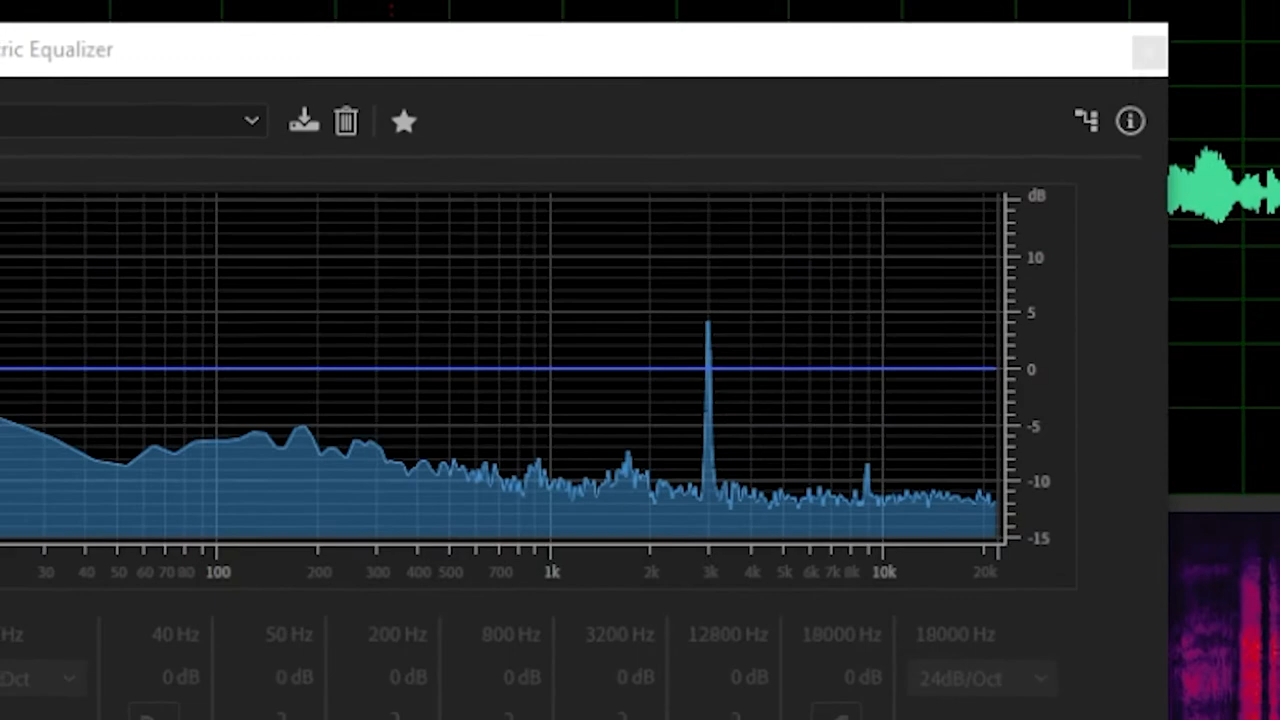 ric Equalizer
dB
10
5
0
-5
-10
-15
30 40 50 60 70 80 100 200 300 400 500 700 1k 2k 3k 4k 5k 6k 7k 8k 10k 20k
Hz 40 Hz 50 Hz 200 Hz 800 Hz 3200 Hz 12800 Hz 18000 Hz 18000 Hz
Oct 0 dB 0 dB 0 dB 0 dB 0 dB 0 dB 0 dB 24dB/Oct